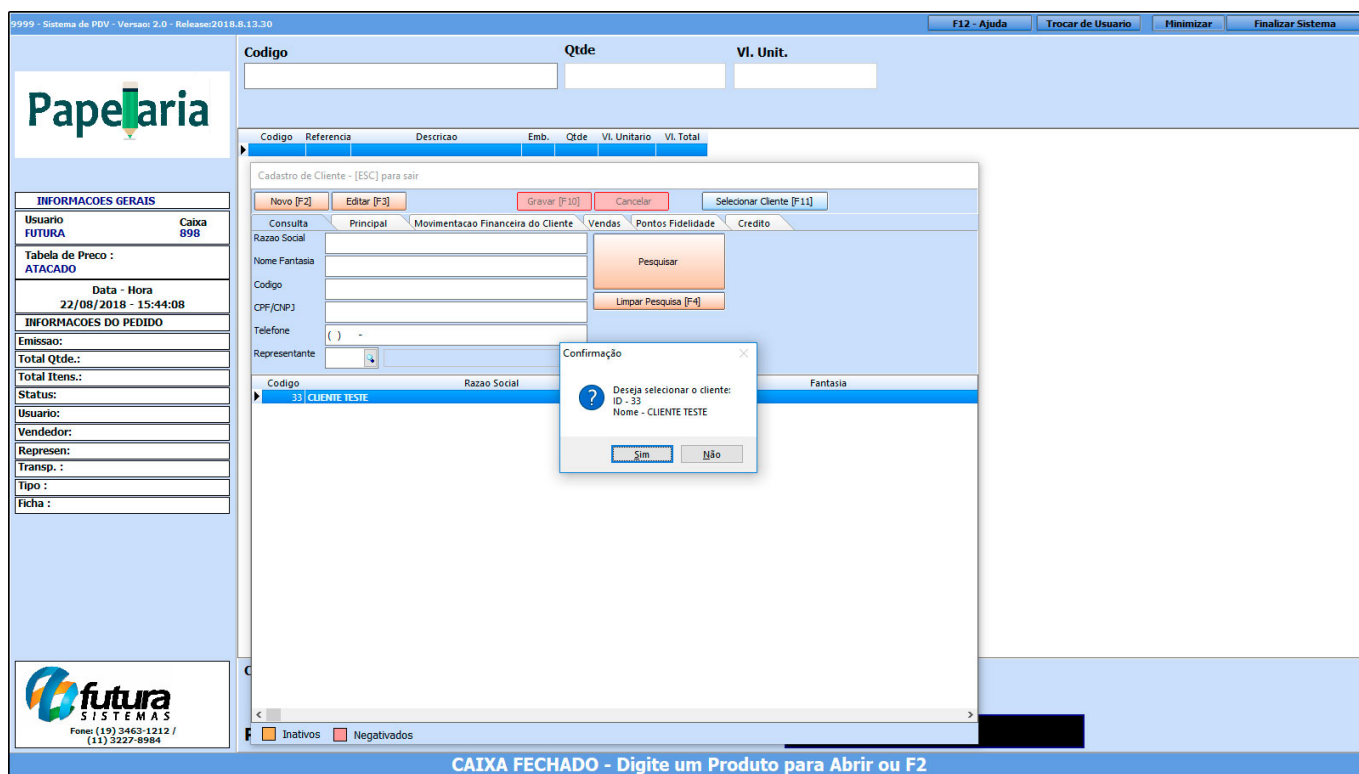 9999 - Sistema de PDV - Versao: 2.0 - Release:2018.8.13.30
F12 - Ajuda
Trocar de Usuario
Minimizar
Finalizar Sistema
Papelaria
Codigo
Qtde
Vl. Unit.
Codigo Referencia Descricao Emb. Qtde Vl. Unitario Vl. Total
INFORMACOES GERAIS
Usuario Caixa
FUTURA 898
Tabela de Preco :
ATACADO
Data - Hora
22/08/2018 - 15:44:08
INFORMACOES DO PEDIDO
Emissao:
Total Qtde.:
Total Itens.:
Status:
Usuario:
Vendedor:
Represen:
Transp. :
Tipo :
Ficha :
futura
SISTEMAS
Fone: (19) 3463-1212 /
(11) 3227-8984
Cadastro de Cliente - [ESC] para sair
Novo [F2] Editar [F3] Gravar [F10] Cancelar Selecionar Cliente [F11]
Consulta Principal Movimentacao Financeira do Cliente Vendas Pontos Fidelidade Credito
Razao Social
Nome Fantasia
Codigo
CPF/CNPJ
Telefone ( ) -
Representante
Pesquisar
Limpar Pesquisa [F4]
Codigo Razao Social Fantasia
33 CLIENTE TESTE
Confirmação
Deseja selecionar o cliente:
ID - 33
Nome - CLIENTE TESTE
Sim Não
Inativos Negativados
CAIXA FECHADO - Digite um Produto para Abrir ou F2